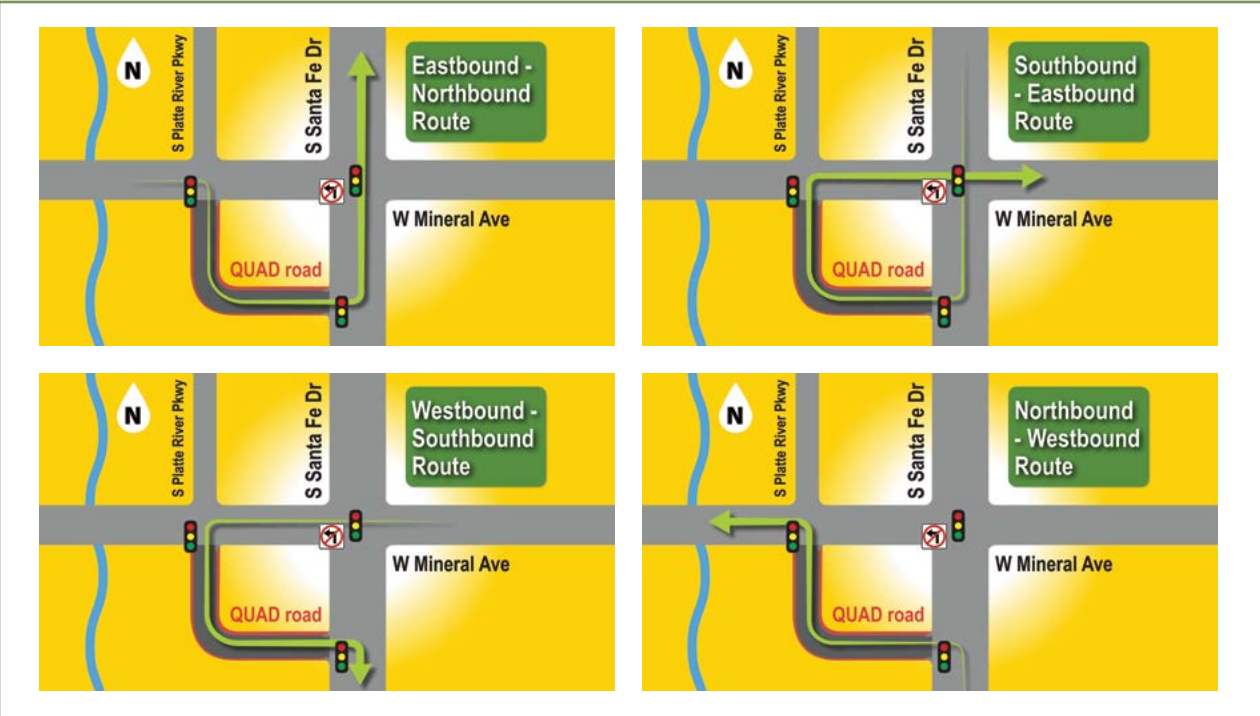 N
S Platte River Pkwy
S Santa Fe Dr
Eastbound -
Northbound
Route
W Mineral Ave
QUAD road
N
S Platte River Pkwy
S Santa Fe Dr
Southbound
- Eastbound
Route
W Mineral Ave
QUAD road
N
S Platte River Pkwy
S Santa Fe Dr
Westbound -
Southbound
Route
W Mineral Ave
QUAD road
N
S Platte River Pkwy
S Santa Fe Dr
Northbound
- Westbound
Route
W Mineral Ave
QUAD road